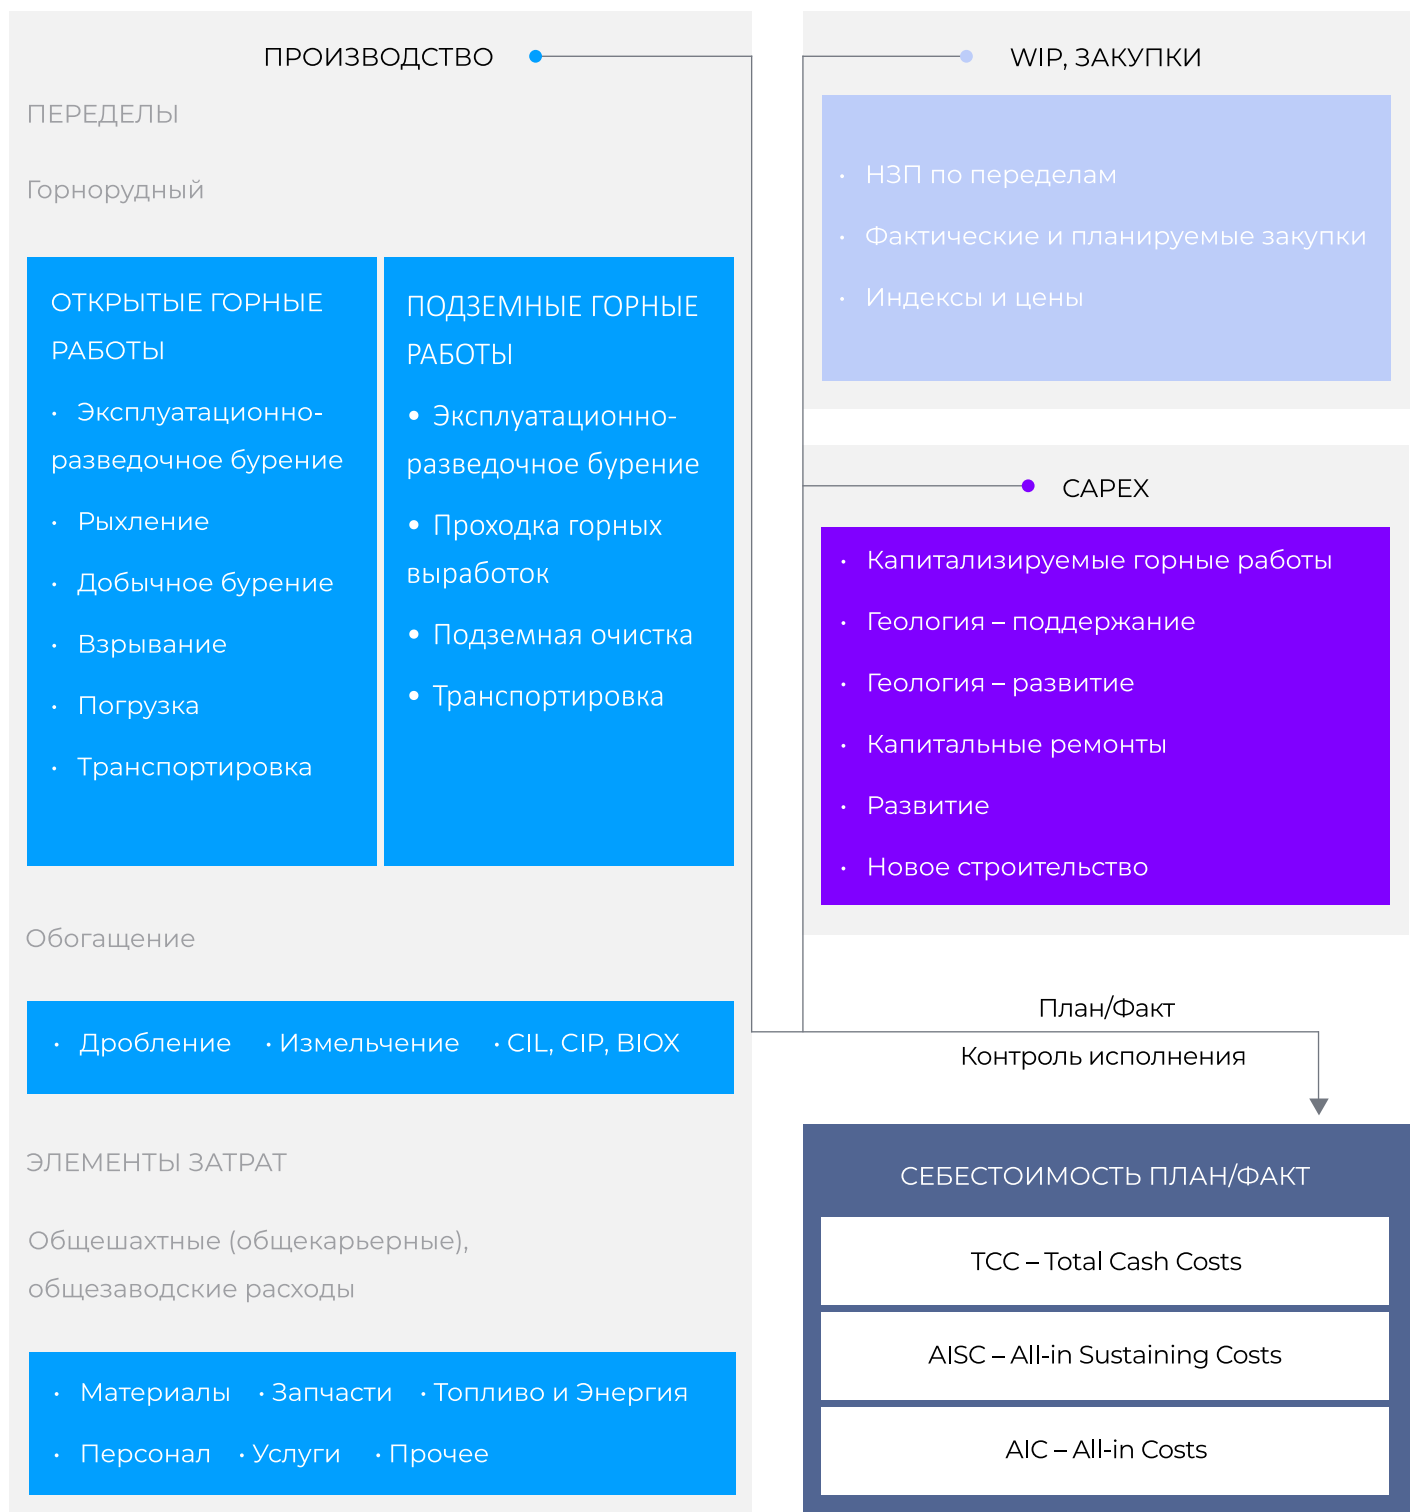 ПРОИЗВОДСТВО
ПЕРЕДЕЛЫ
Горнорудный
ОТКРЫТЫЕ ГОРНЫЕ
РАБОТЫ
• Эксплуатационно-
разведочное бурение
• Рыхление
• Добычное бурение
• Взрывание
• Погрузка
• Транспортировка
ПОДЗЕМНЫЕ ГОРНЫЕ
РАБОТЫ
• Эксплуатационно-
разведочное бурение
• Проходка горных
выработок
• Подземная очистка
• Транспортировка
Обогащение
• Дробление • Измельчение • CIL, CIP, BIOX
ЭЛЕМЕНТЫ ЗАТРАТ
Общешахтные (общекарьерные),
общезаводские расходы
• Материалы • Запчасти • Топливо и Энергия
• Персонал • Услуги • Прочее
WIP, ЗАКУПКИ
• НЗП по переделам
• Фактические и планируемые закупки
• Индексы и цены
CAPEX
• Капитализируемые горные работы
• Геология – поддержание
• Геология – развитие
• Капитальные ремонты
• Развитие
• Новое строительство
План/Факт
Контроль исполнения
СЕБЕСТОИМОСТЬ ПЛАН/ФАКТ
TCC – Total Cash Costs
AISC – All-in Sustaining Costs
AIC – All-in Costs